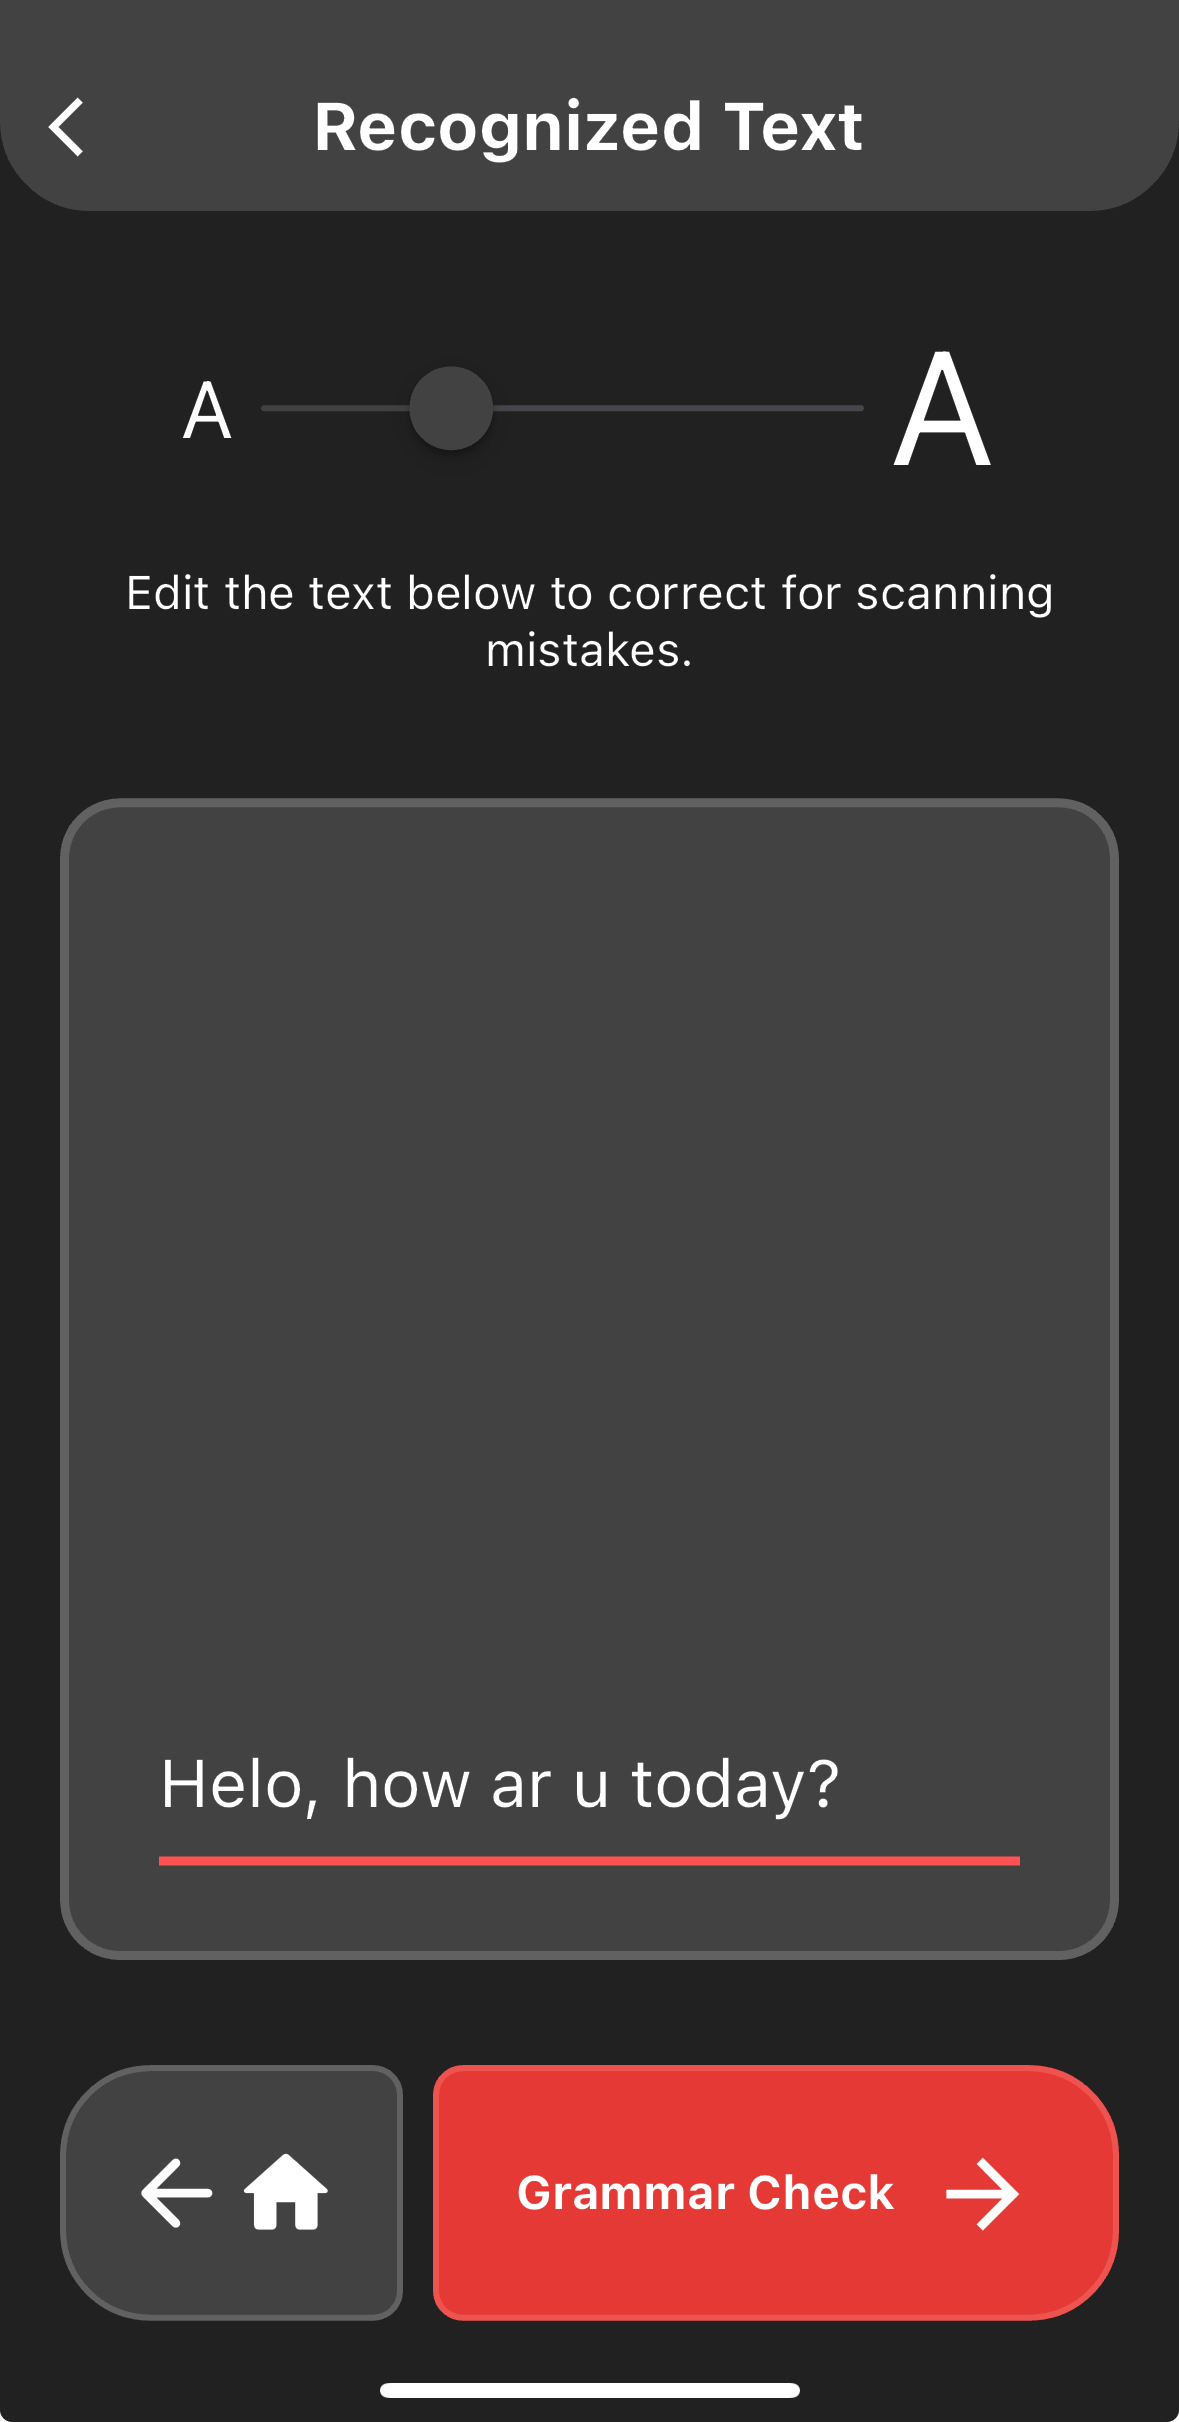 Recognized Text
A A
Edit the text below to correct for scanning
mistakes.
Helo, how ar u today?
Grammar Check